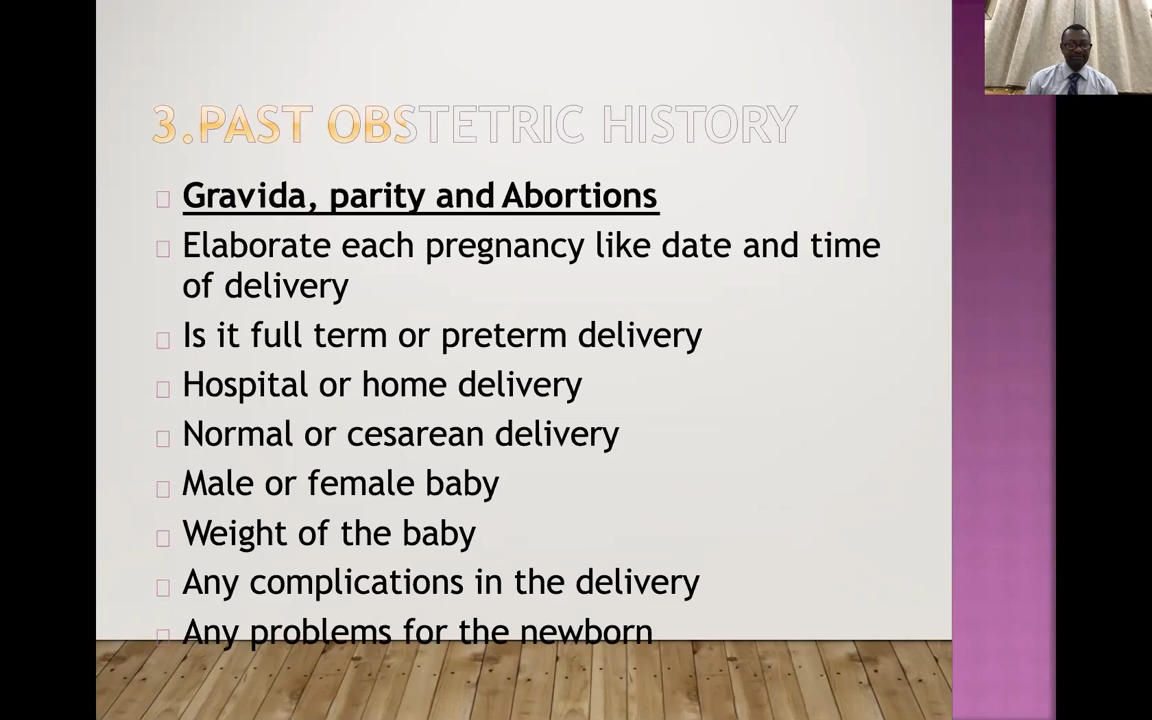 3.PAST OBSTETRIC HISTORY
Gravida, parity and Abortions
Elaborate each pregnancy like date and time
of delivery
Is it full term or preterm delivery
Hospital or home delivery
Normal or cesarean delivery
Male or female baby
Weight of the baby
Any complications in the delivery
Any problems for the newborn